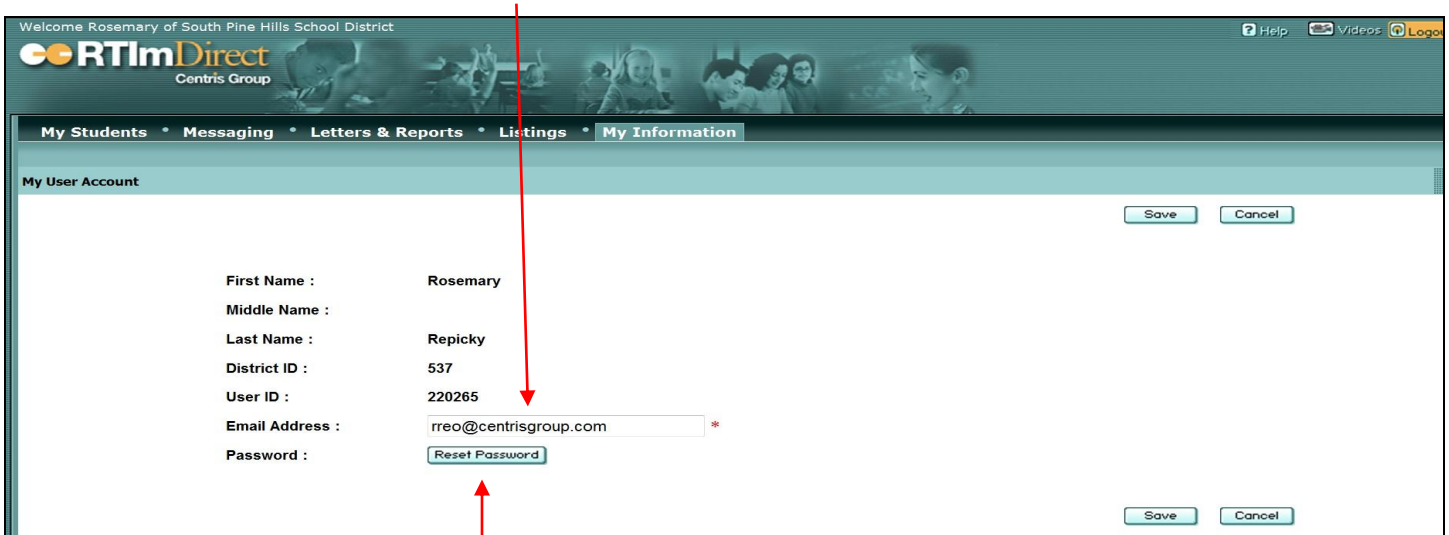 Welcome Rosemary of South Pine Hills School District
Help Videos Logou
RTImDirect
Centris Group
My Students • Messaging • Letters & Reports • Listings • My Information
My User Account
Save Cancel
First Name : Rosemary
Middle Name :
Last Name : Repicky
District ID : 537
User ID : 220265
Email Address : rreo@centrisgroup.com *
Password : Reset Password
Save Cancel